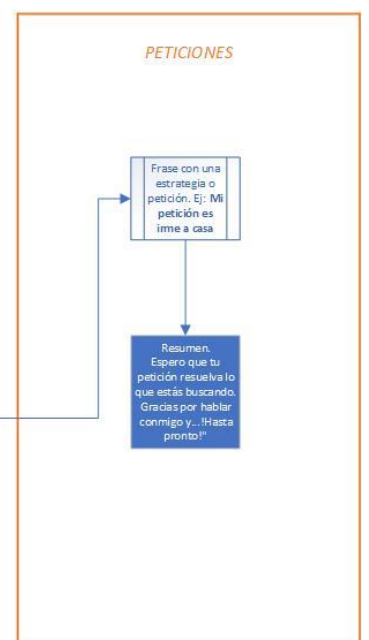 PETICIONES
Frase con una
estrategia o
petición. Ej: Mi
petición es
irme a casa
Resumen.
Espero que tu
petición resuelva lo
que estás buscando.
Gracias por hablar
conmigo y...!Hasta
pronto!"